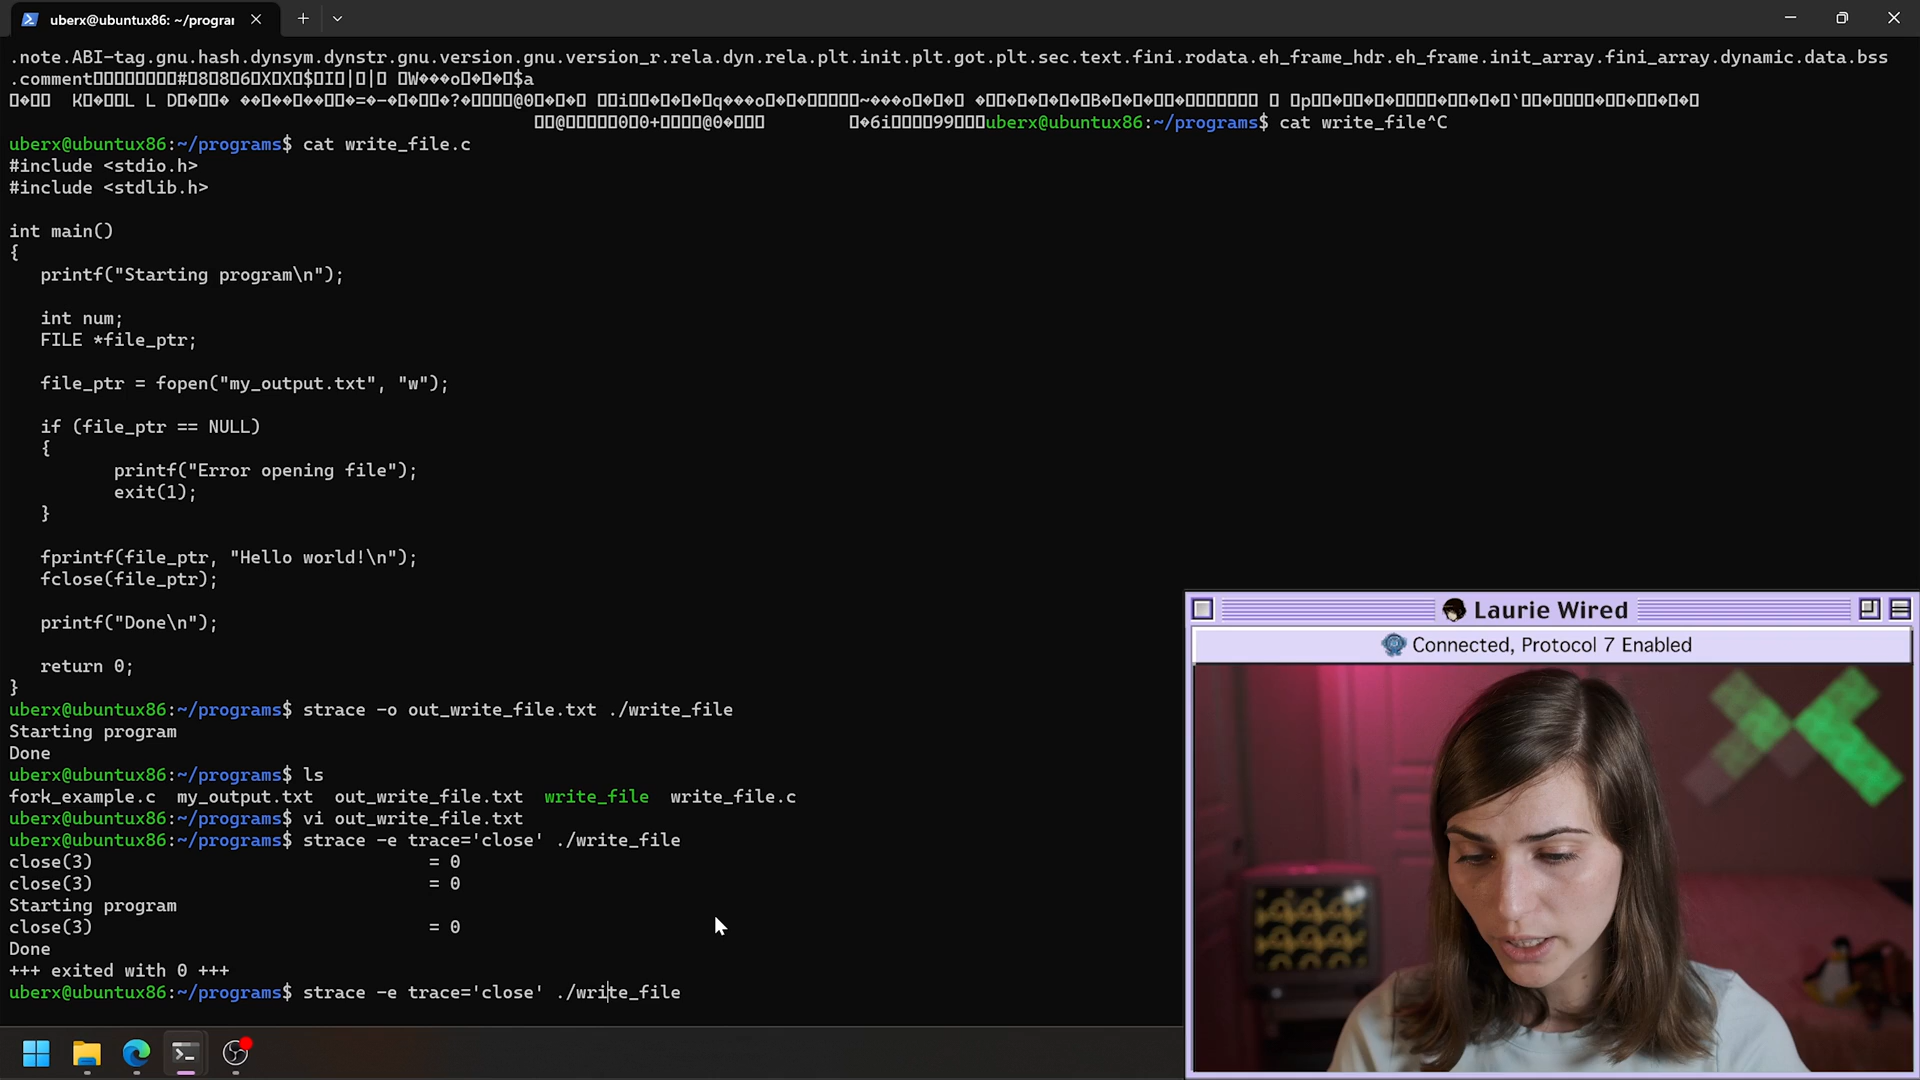 uberx@ubuntux86: ~/progra
.note.ABI-tag.gnu.hash.dynsym.dynstr.gnu.version.gnu.version_r.rela.dyn.rela.plt.init.plt.got.plt.sec.text.fini.rodata.eh_frame_hdr.eh_frame.init_array.fini_array.dynamic.data.bss
.comment
uberx@ubuntux86:~/programs$ cat write_file^C
uberx@ubuntux86:~/programs$ cat write_file.c
#include <stdio.h>
#include <stdlib.h>
int main()
{
printf("Starting program\n");
int num;
FILE *file_ptr;
file_ptr = fopen("my_output.txt", "w");
if (file_ptr == NULL)
{
printf("Error opening file");
exit(1);
}
fprintf(file_ptr, "Hello world!\n");
fclose(file_ptr);
printf("Done\n");
return 0;
}
uberx@ubuntux86:~/programs$ strace -o out_write_file.txt ./write_file
Starting program
Done
uberx@ubuntux86:~/programs$ ls
fork_example.c my_output.txt out_write_file.txt write_file write_file.c
uberx@ubuntux86:~/programs$ vi out_write_file.txt
uberx@ubuntux86:~/programs$ strace -e trace='close' ./write_file
close(3) = 0
close(3) = 0
Starting program
close(3) = 0
Done
+++ exited with 0 +++
uberx@ubuntux86:~/programs$ strace -e trace='close' ./write_file
Laurie Wired
Connected, Protocol 7 Enabled